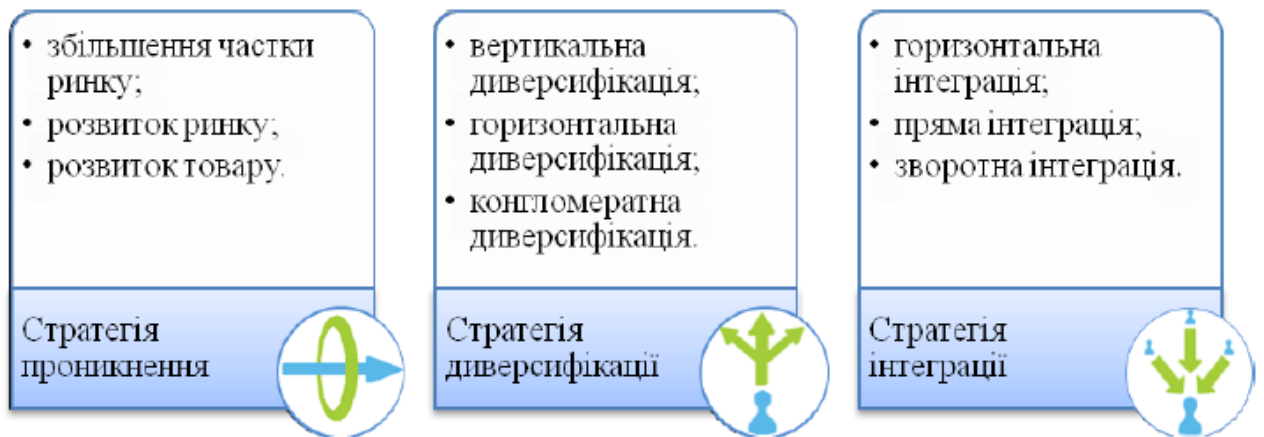 • збільшення частки
ринку;
• розвиток ринку;
• розвиток товару.
Стратегія
проникнення
• вертикальна
диверсифікація;
• горизонтальна
диверсифікація;
• конгломератна
диверсифікація.
Стратегія
диверсифікації
• горизонтальна
інтеграція;
• пряма інтеграція;
• зворотна інтеграція.
Стратегія
інтеграції